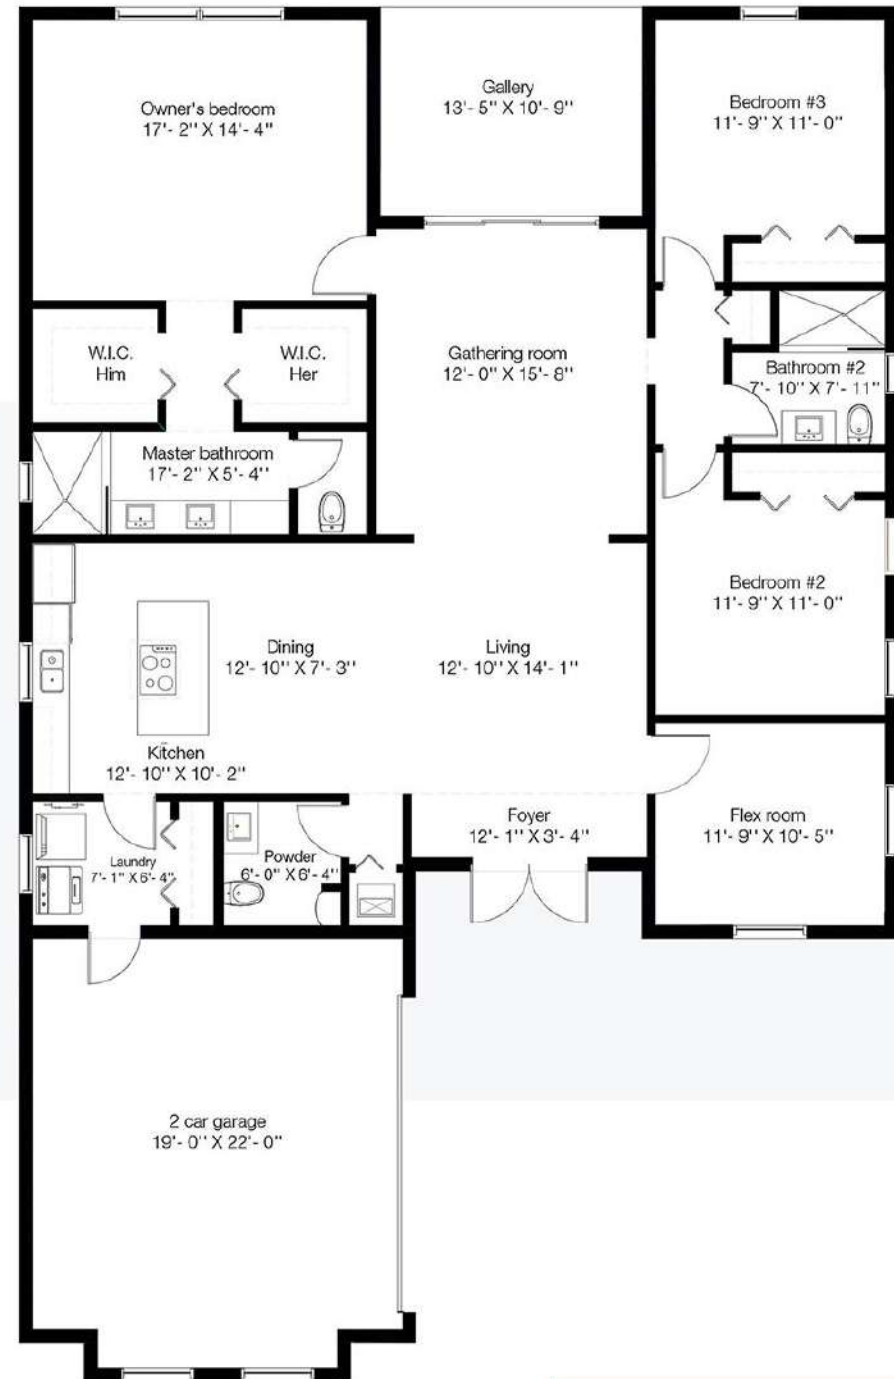 Owner's bedroom
17'- 2'' X 14'- 4''
Gallery
13'- 5'' X 10'- 9''
Bedroom #3
11'- 9'' X 11'- 0''
W.I.C.
Him
W.I.C.
Her
Gathering room
12'- 0'' X 15'- 8''
Bathroom #2
7'- 10'' X 7'- 11''
Master bathroom
17'- 2'' X 5'- 4''
Bedroom #2
11'- 9'' X 11'- 0''
Dining
12'- 10'' X 7'- 3''
Living
12'- 10'' X 14'- 1''
Kitchen
12'- 10'' X 10'- 2''
Foyer
12'- 1'' X 3'- 4''
Flex room
11'- 9'' X 10'- 5''
Laundry
7'- 1'' X 6'- 4''
Powder
6'- 0'' X 6'- 4''
2 car garage
19'- 0'' X 22'- 0''